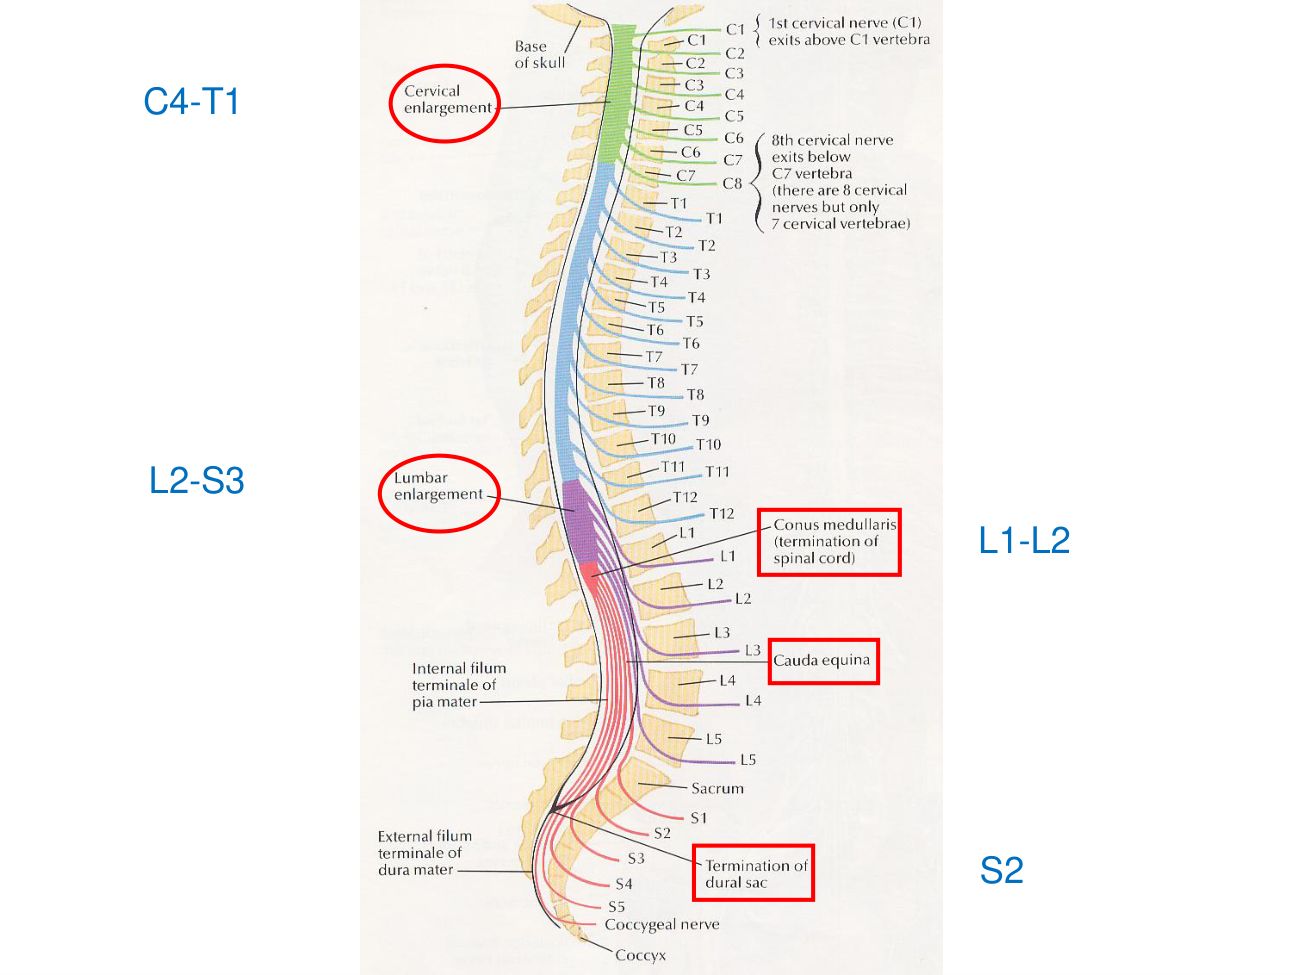 C1
1st cervical nerve (C1)
exits above C1 vertebra
C1
Base
of skull
C2
C2
C3
C3
C4
C4
C5
C5
C6
C6
C7
C7
C8
8th cervical nerve
exits below
C7 vertebra
(there are 8 cervical
nerves but only
7 cervical vertebrae)
Cervical
enlargement
C4-T1
T1
T1
T2
T2
T3
T3
T4
T4
T5
T5
T6
T6
T7
T7
T8
T8
T9
T9
T10
T10
T11
T11
T12
T12
Lumbar
enlargement
L2-S3
Conus medullaris
(termination of
spinal cord)
L1-L2
L1
L1
L2
L2
L3
L3
Cauda equina
Internal filum
terminale of
pia mater
L4
L4
L5
L5
Sacrum
S1
S2
External filum
terminale of
dura mater
S3
Termination of
dural sac
S2
S4
S5
Coccygeal nerve
Coccyx